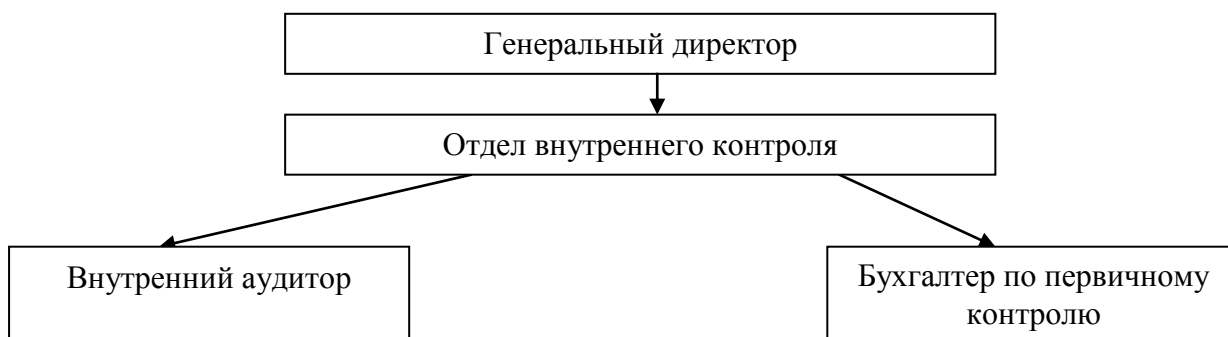 Генеральный директор
Отдел внутреннего контроля
Внутренний аудитор
Бухгалтер по первичному
контролю